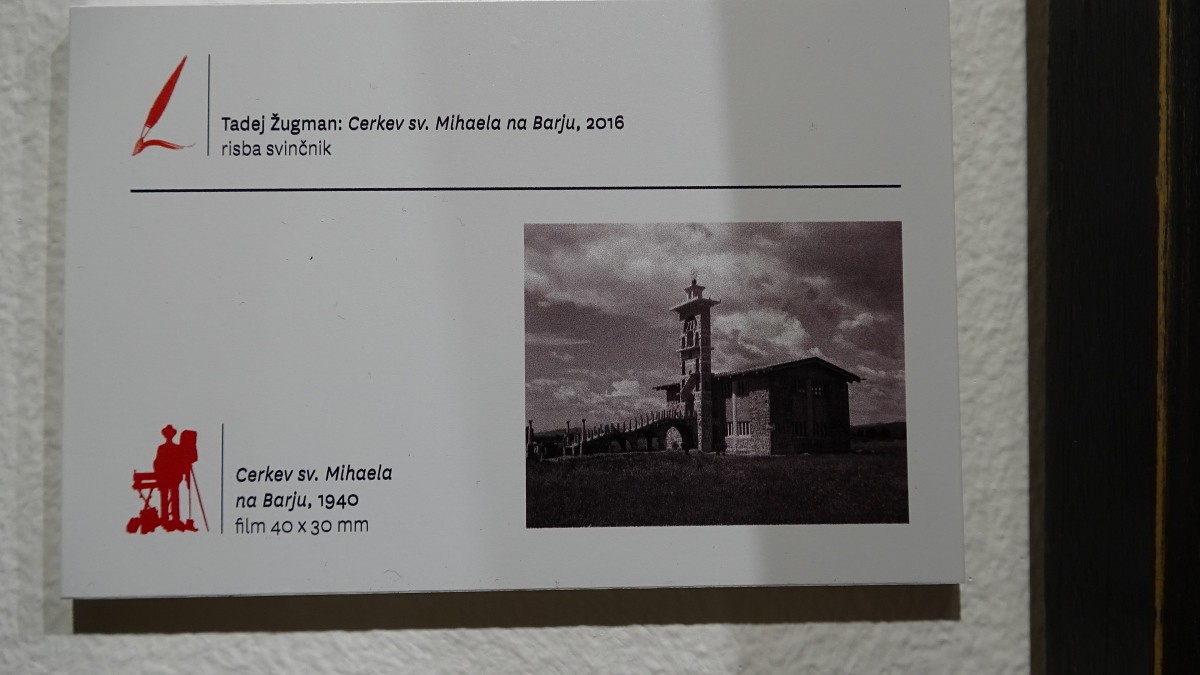 Tadej Žugman: Cerkev sv. Mihaela na Barju, 2016
risba svinčnik
Cerkev sv. Mihaela
na Barju, 1940
film 40 x 30 mm